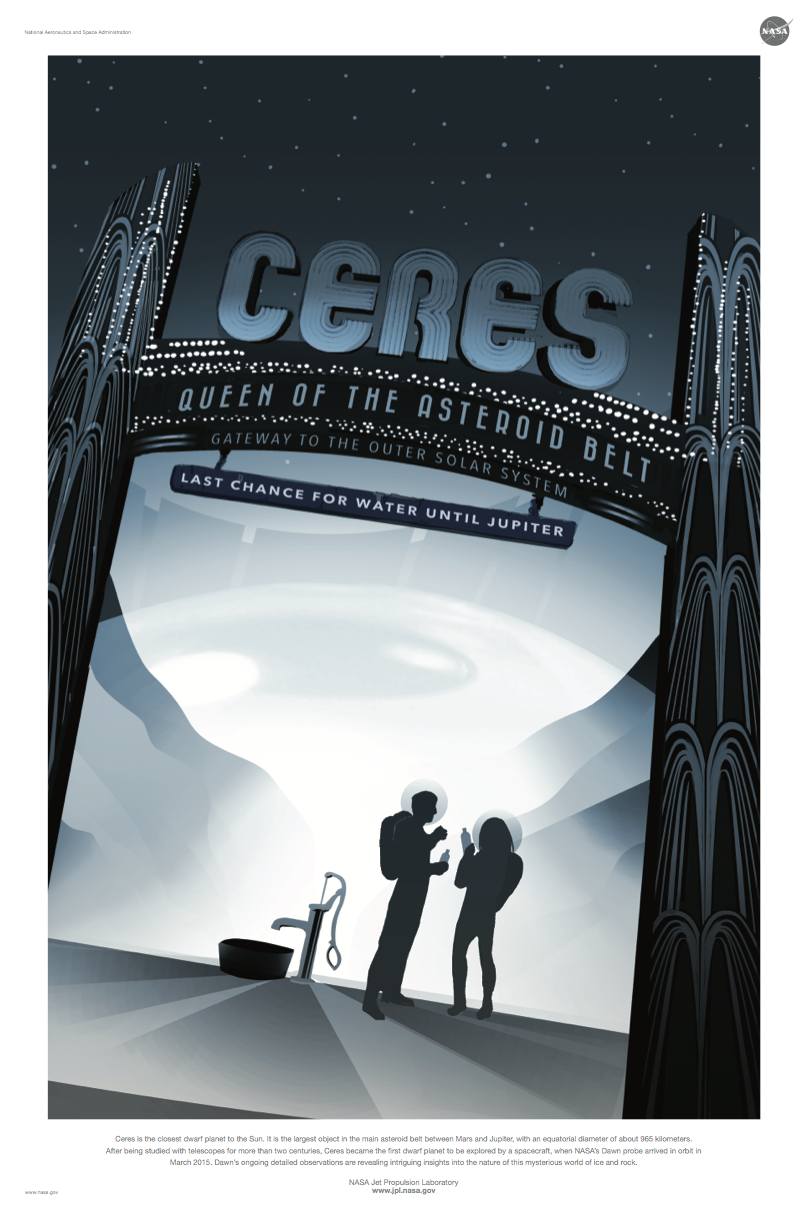 National Aeronautics and Space Administration
NASA
CERES
QUEEN OF THE ASTEROID BELT
GATEWAY TO THE OUTER SOLAR SYSTEM
LAST CHANCE FOR WATER UNTIL JUPITER
Ceres is the closest dwarf planet to the Sun. It is the largest object in the main asteroid belt between Mars and Jupiter, with an equatorial diameter of about 965 kilometers.
After being studied with telescopes for more than two centuries, Ceres became the first dwarf planet to be explored by a spacecraft, when NASA's Dawn probe arrived in orbit in
March 2015. Dawn's ongoing detailed observations are revealing intriguing insights into the nature of this mysterious world of ice and rock.
NASA Jet Propulsion Laboratory
www.jpl.nasa.gov
www.nasa.gov